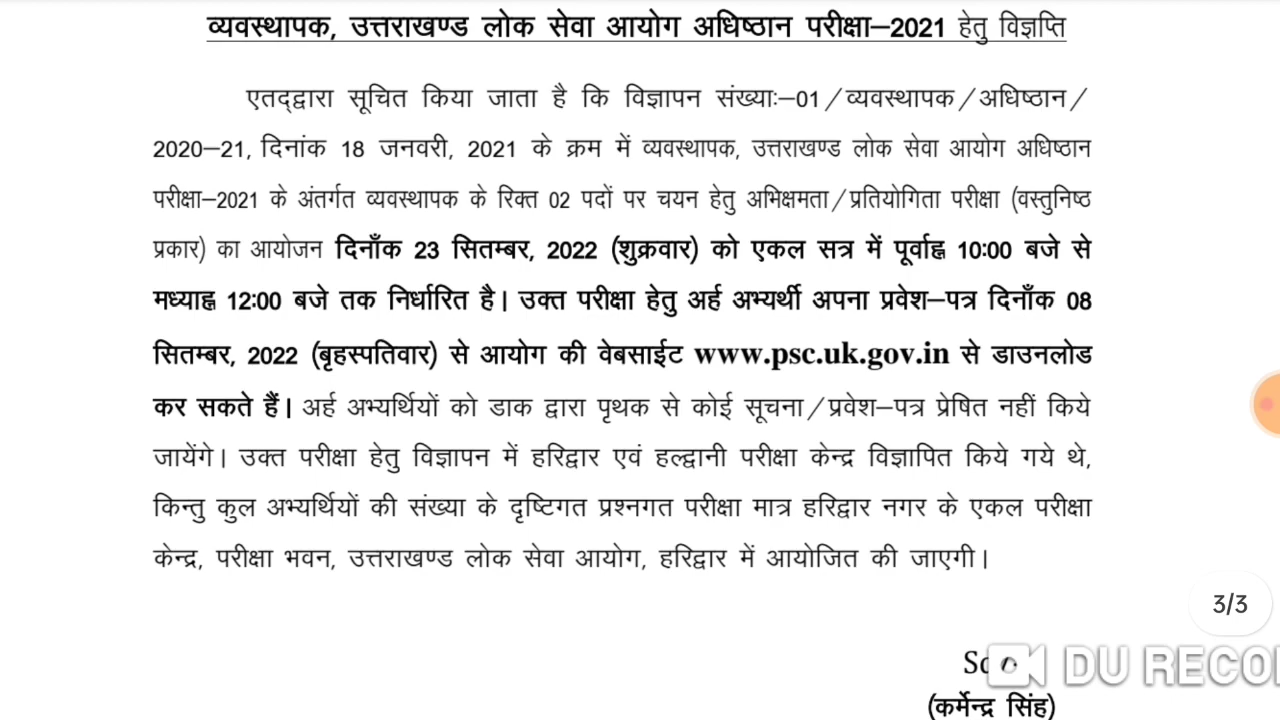 व्यवस्थापक, उत्तराखण्ड लोक सेवा आयोग अधिष्ठान परीक्षा–2021 हेतु विज्ञप्ति
एतद्द्वारा सूचित किया जाता है कि विज्ञापन संख्याः–01/व्यवस्थापक/अधिष्ठान/
2020–21, दिनांक 18 जनवरी, 2021 के क्रम में व्यवस्थापक, उत्तराखण्ड लोक सेवा आयोग अधिष्ठान
परीक्षा–2021 के अंतर्गत व्यवस्थापक के रिक्त 02 पदों पर चयन हेतु अभिक्षमता/प्रतियोगिता परीक्षा (वस्तुनिष्ठ
प्रकार) का आयोजन दिनाँक 23 सितम्बर, 2022 (शुक्रवार) को एकल सत्र में पूर्वाह्न 10:00 बजे से
मध्याह्न 12:00 बजे तक निर्धारित है। उक्त परीक्षा हेतु अर्ह अभ्यर्थी अपना प्रवेश–पत्र दिनाँक 08
सितम्बर, 2022 (बृहस्पतिवार) से आयोग की वेबसाईट www.psc.uk.gov.in से डाउनलोड
कर सकते हैं। अर्ह अभ्यर्थियों को डाक द्वारा पृथक से कोई सूचना/प्रवेश–पत्र प्रेषित नहीं किये
जायेंगे। उक्त परीक्षा हेतु विज्ञापन में हरिद्वार एवं हल्द्वानी परीक्षा केन्द्र विज्ञापित किये गये थे,
किन्तु कुल अभ्यर्थियों की संख्या के दृष्टिगत प्रश्नगत परीक्षा मात्र हरिद्वार नगर के एकल परीक्षा
केन्द्र, परीक्षा भवन, उत्तराखण्ड लोक सेवा आयोग, हरिद्वार में आयोजित की जाएगी।
3/3
DU RECO
(कर्मेन्द्र सिंह)